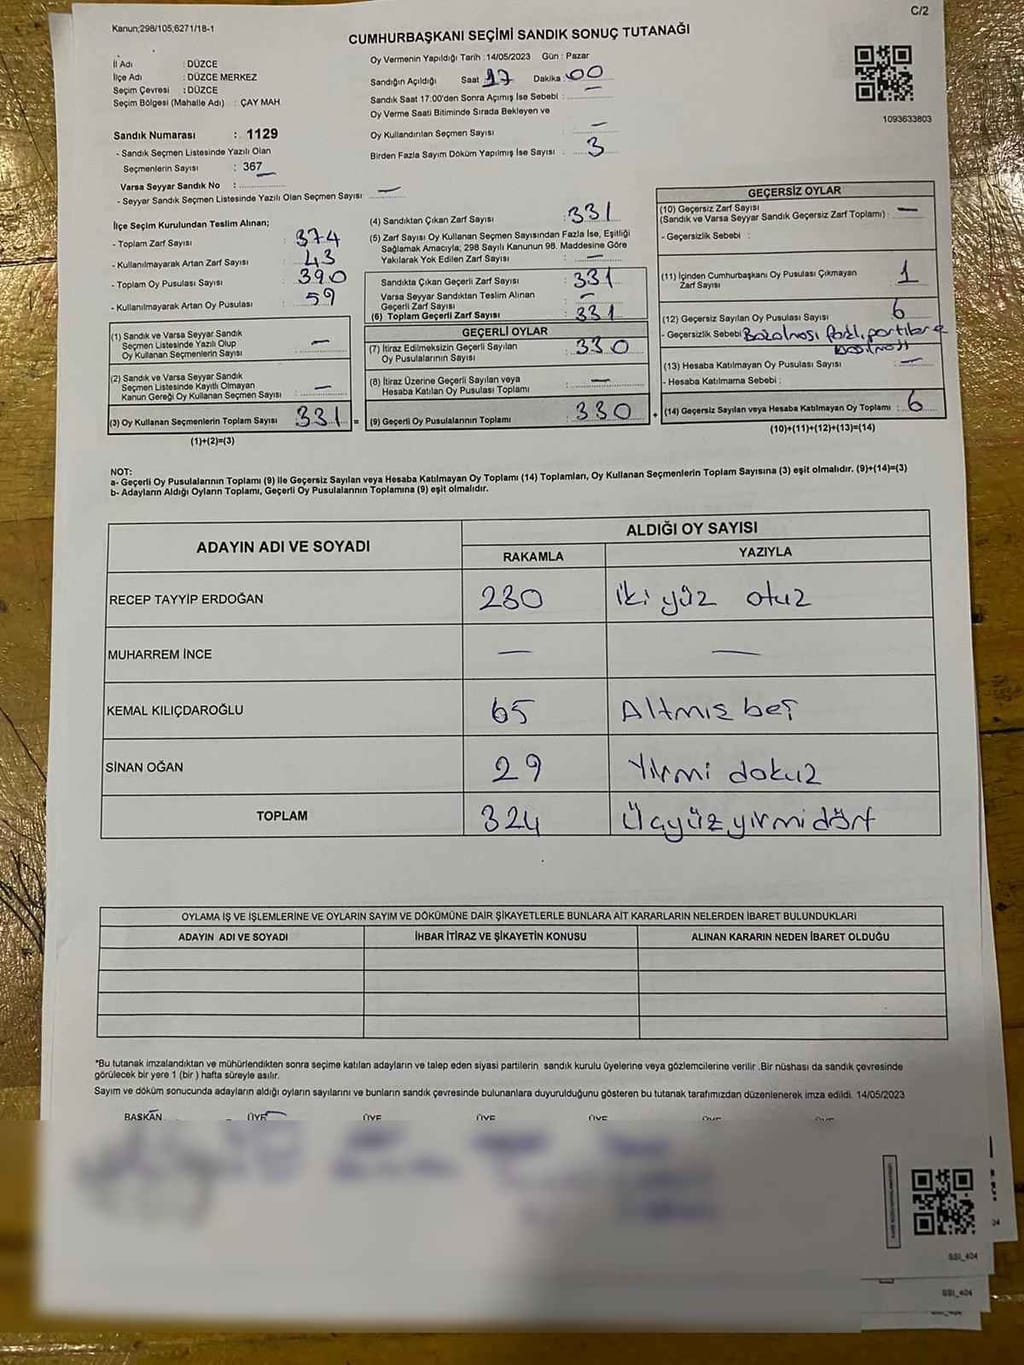 C/2
Kanun;298/105,6271/18-1
CUMHURBAŞKANI SEÇİMİ SANDIK SONUÇ TUTANAĞI
İl Adı : DÜZCE
İlçe Adı : DÜZCE MERKEZ
Seçim Çevresi : DÜZCE
Seçim Bölgesi (Mahalle Adı) : ÇAY MAH
Sandık Numarası : 1129
- Sandık Seçmen Listesinde Yazılı Olan
Seçmenlerin Sayısı : 367
Varsa Seyyar Sandık No :
- Seyyar Sandık Seçmen Listesinde Yazılı Olan Seçmen Sayısı : —
Oy Vermenin Yapıldığı Tarih :14/05/2023 Gün : Pazar
Sandığın Açıldığı Saat 17 Dakika : 00
Sandık Saat 17:00'den Sonra Açımış İse Sebebi : —
Oy Verme Saati Bitiminde Sırada Bekleyen ve
Oy Kullandırılan Seçmen Sayısı : —
Birden Fazla Sayım Döküm Yapılmış İse Sayısı : 3
1093633803
İlçe Seçim Kurulundan Teslim Alınan;
- Toplam Zarf Sayısı : 374
- Kullanılmayarak Artan Zarf Sayısı : 43
- Toplam Oy Pusulası Sayısı : 390
- Kullanılmayarak Artan Oy Pusulası : 59
(1) Sandık ve Varsa Seyyar Sandık
Seçmen Listesinde Yazılı Olup
Oy Kullanan Seçmenlerin Sayısı : —
(2) Sandık ve Varsa Seyyar Sandık
Seçmen Listesinde Kayıtlı Olmayan
Kanun Gereği Oy Kullanan Seçmen Sayısı : —
(3) Oy Kullanan Seçmenlerin Toplam Sayısı : 331 =
(1)+(2)=(3)
(4) Sandıktan Çıkan Zarf Sayısı : 331
(5) Zarf Sayısı Oy Kullanan Seçmen Sayısından Fazla İse, Eşitliği
Sağlamak Amacıyla; 298 Sayılı Kanunun 98. Maddesine Göre
Yakılarak Yok Edilen Zarf Sayısı : —
Sandıkta Çıkan Geçerli Zarf Sayısı : 331
Varsa Seyyar Sandıktan Teslim Alınan
Geçerli Zarf Sayısı : —
(6) Toplam Geçerli Zarf Sayısı : 331
GEÇERLİ OYLAR
(7) İtiraz Edilmeksizin Geçerli Sayılan
Oy Pusulalarının Sayısı : 330
(8) İtiraz Üzerine Geçerli Sayılan veya
Hesaba Katılan Oy Pusulası Toplamı : —
(9) Geçerli Oy Pusulalarının Toplamı : 330 +
GEÇERSİZ OYLAR
(10) Geçersiz Zarf Sayısı
(Sandık ve Varsa Seyyar Sandık Geçersiz Zarf Toplamı) : —
- Geçersizlik Sebebi :
(11) İçinden Cumhurbaşkanı Oy Pusulası Çıkmayan
Zarf Sayısı : 1
(12) Geçersiz Sayılan Oy Pusulası Sayısı : 6
- Geçersizlik Sebebi
(13) Hesaba Katılmayan Oy Pusulası Sayısı : —
- Hesaba Katılmama Sebebi :
(14) Geçersiz Sayılan veya Hesaba Katılmayan Oy Toplamı : 6
(10)+(11)+(12)+(13)=(14)
NOT:
a- Geçerli Oy Pusulalarının Toplamı (9) ile Geçersiz Sayılan veya Hesaba Katılmayan Oy Toplamı (14) Toplamları, Oy Kullanan Seçmenlerin Toplam Sayısına (3) eşit olmalıdır. (9)+(14)=(3)
b- Adayların Aldığı Oyların Toplamı, Geçerli Oy Pusulalarının Toplamına (9) eşit olmalıdır.
ADAYIN ADI VE SOYADI
ALDIĞI OY SAYISI
RAKAMLA YAZIYLA
RECEP TAYYIP ERDOĞAN 230 iki yüz otuz
MUHARREM İNCE — —
KEMAL KILIÇDAROĞLU 65 Altmış beş
SİNAN OĞAN 29 Yirmi dokuz
TOPLAM 324 Üçyüzyirmidört
OYLAMA İŞ VE İŞLEMLERİNE VE OYLARIN SAYIM VE DÖKÜMÜNE DAİR ŞİKAYETLERLE BUNLARA AİT KARARLARIN NELERDEN İBARET BULUNDUKLARI
ADAYIN ADI VE SOYADI İHBAR İTİRAZ VE ŞİKAYETİN KONUSU ALINAN KARARIN NEDEN İBARET OLDUĞU
"Bu tutanak imzalandıktan ve mühürlendikten sonra seçime katılan adayların ve talep eden siyasi partilerin sandık kurulu üyelerine veya gözlemcilerine verilir .Bir nüshası da sandık çevresinde
görülecek bir yere 1 (bir ) hafta süreyle asılır.
Sayım ve döküm sonucunda adayların aldığı oyların sayılarını ve bunların sandık çevresinde bulunanlara duyurulduğunu gösteren bu tutanak tarafımızdan düzenlenerek imza edildi. 14/05/2023
BAŞKAN ÜYE ÜYE ÜYE ÜYE ÜYE ÜYE
SSI_404
SSI_404